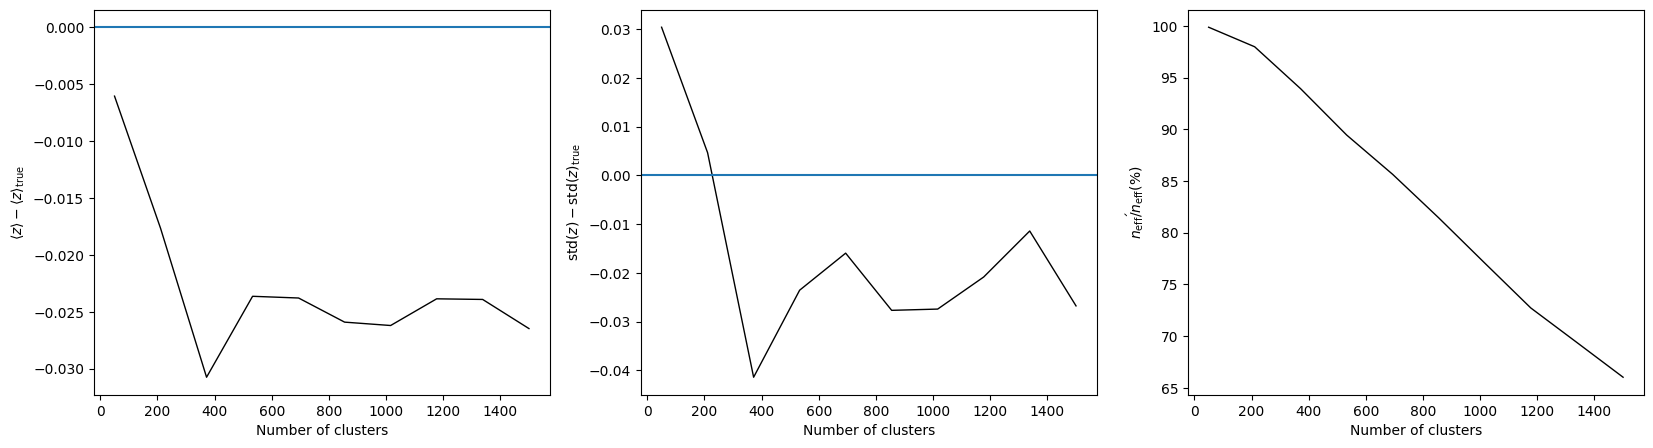 0.000
−0.005
−0.010
−0.015
−0.020
−0.025
−0.030
⟨z⟩ − ⟨z⟩true
0 200 400 600 800 1000 1200 1400
Number of clusters
0.03
0.02
0.01
0.00
−0.01
−0.02
−0.03
−0.04
std(z) − std(z)true
0 200 400 600 800 1000 1200 1400
Number of clusters
100
95
90
85
80
75
70
65
n′eff/neff(%)
0 200 400 600 800 1000 1200 1400
Number of clusters